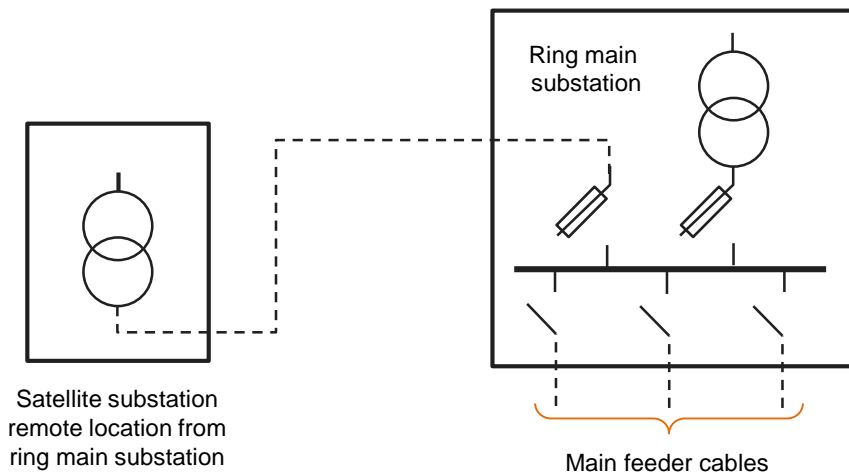 Ring main
substation
Satellite substation
remote location from
ring main substation
Main feeder cables